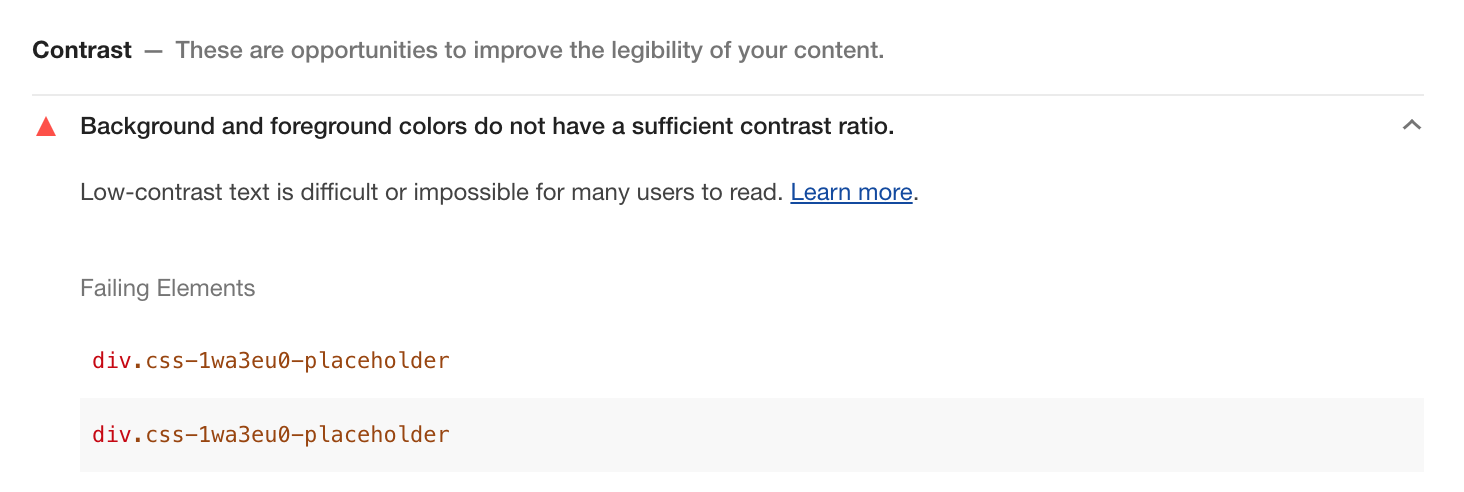 Contrast — These are opportunities to improve the legibility of your content.
Background and foreground colors do not have a sufficient contrast ratio.
Low-contrast text is difficult or impossible for many users to read. Learn more.
Failing Elements
div.css-1wa3eu0-placeholder
div.css-1wa3eu0-placeholder